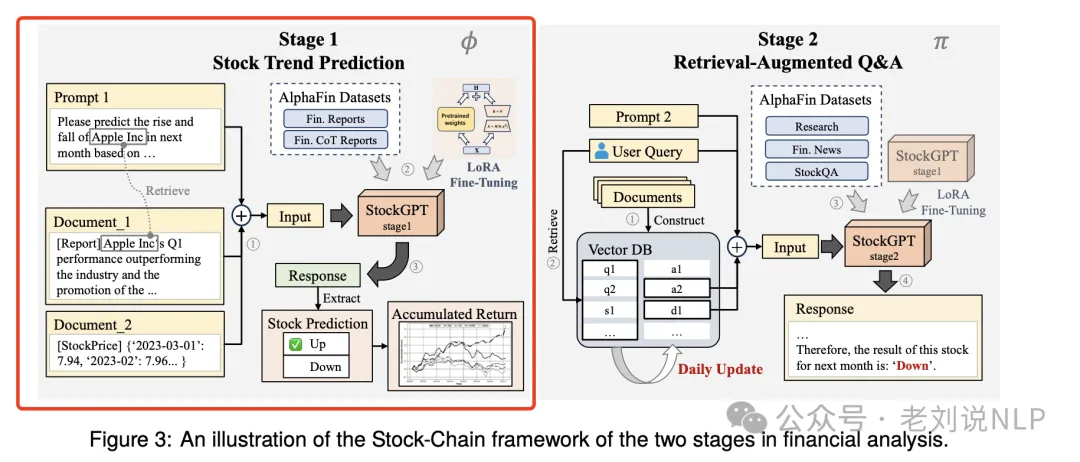 Stage 1
Stock Trend Prediction
ϕ
Prompt 1
Please predict the rise and
fall of Apple Inc in next
month based on …
Retrieve
Document_1
[Report] Apple Inc's Q1
performance outperforming
the industry and the
promotion of the ...
Document_2
[StockPrice] {‘2023-03-01’:
7.94, ‘2023-02’: 7.96... }
①
Input
AlphaFin Datasets
Fin. Reports
Fin. CoT Reports
②
Pretrained
weights
H
X
LoRA
Fine-Tuning
StockGPT
stage1
③
Response
Extract
Stock Prediction
Up
Down
Accumulated Return
Stage 2
Retrieval-Augmented Q&A
π
Prompt 2
User Query
Documents
① Construct
② Retrieve
Vector DB
q1 a1
q2 a2
s1 d1
… …
Daily Update
Input
AlphaFin Datasets
Research
Fin. News
StockQA
StockGPT
stage1
③
LoRA
Fine-Tuning
StockGPT
stage2
④
Response
…
Therefore, the result of this stock
for next month is: ‘Down’.
公众号 · 老刘说NLP
Figure 3: An illustration of the Stock-Chain framework of the two stages in financial analysis.